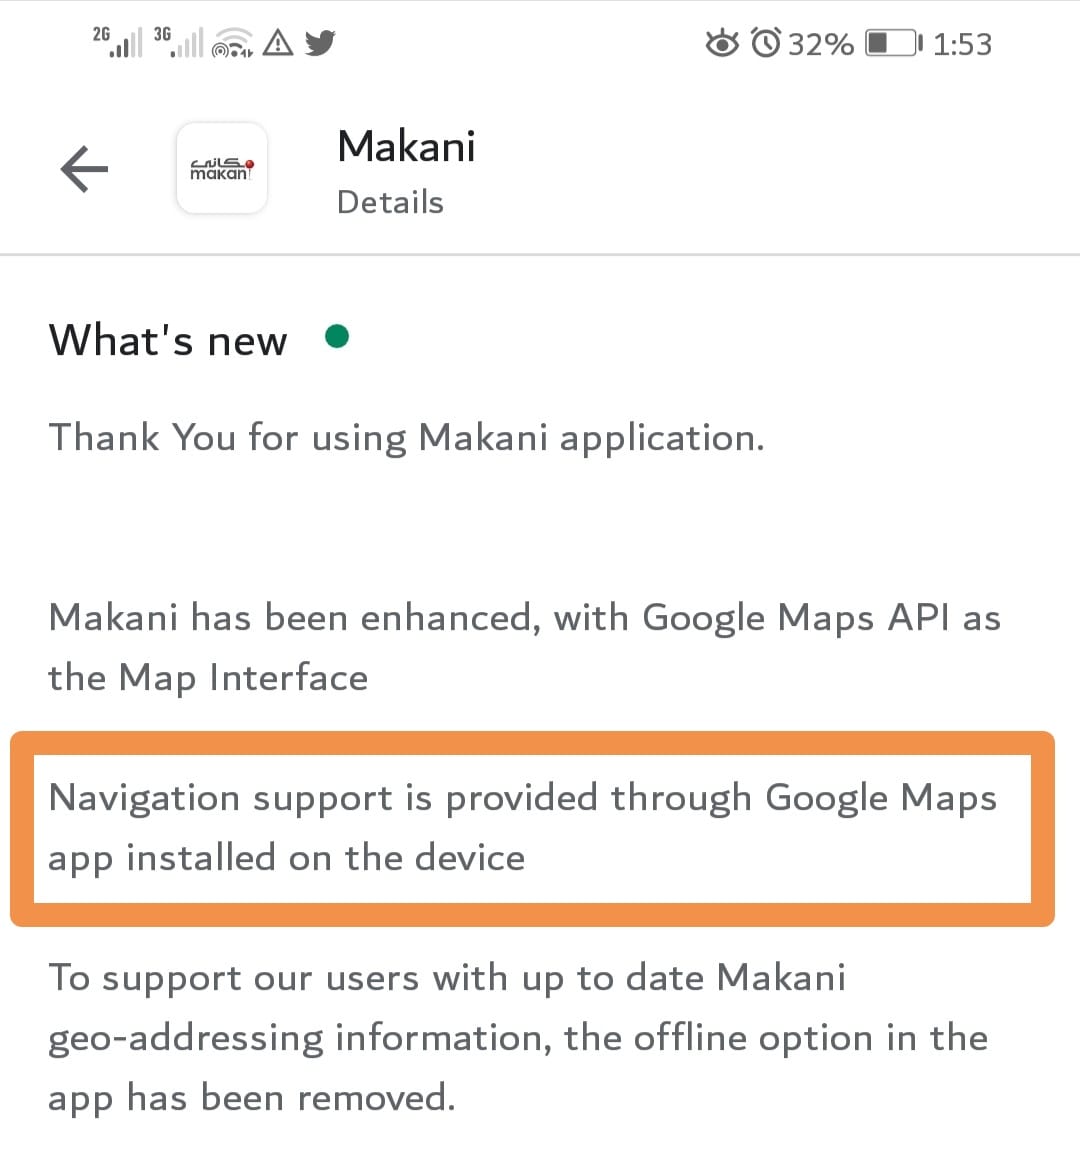 2G 3G 32% 1:53
مكاني
makani
Makani
Details
What's new
Thank You for using Makani application.
Makani has been enhanced, with Google Maps API as
the Map Interface
Navigation support is provided through Google Maps
app installed on the device
To support our users with up to date Makani
geo-addressing information, the offline option in the
app has been removed.